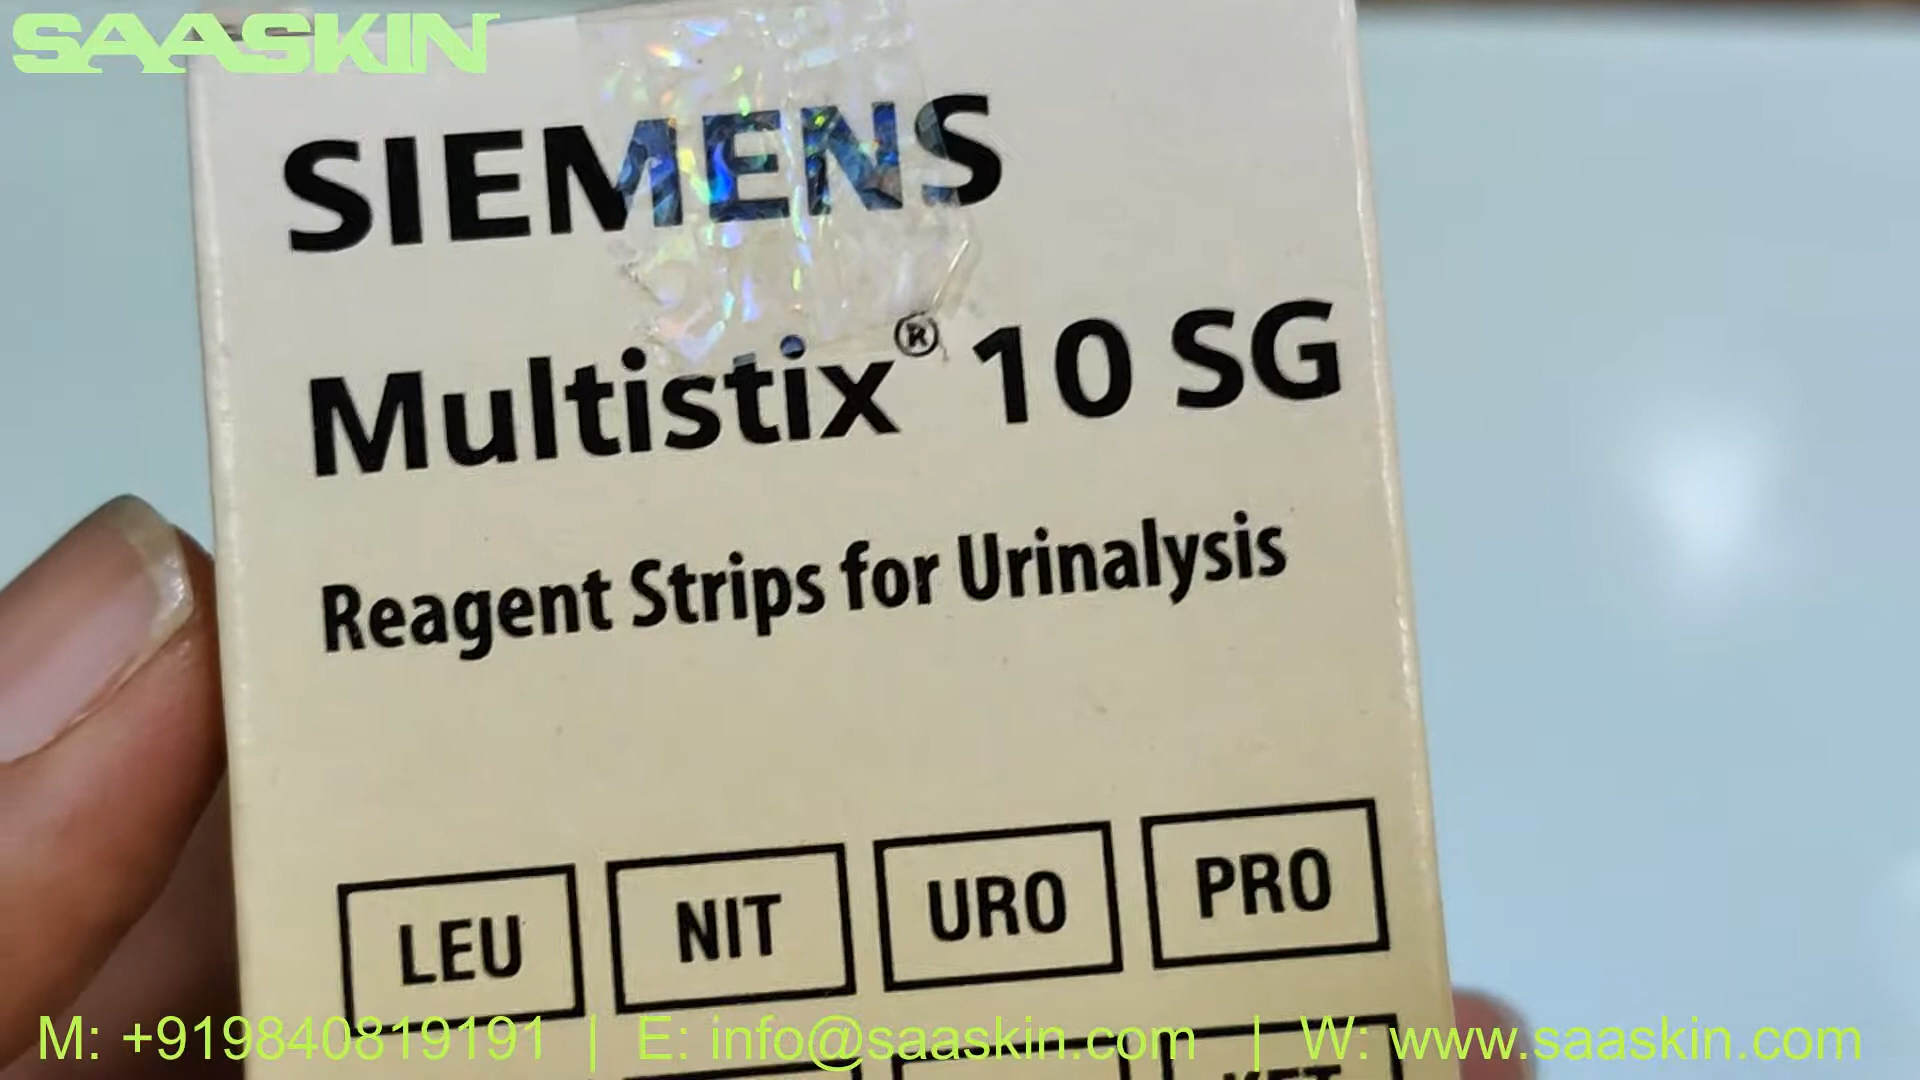 SAASKIN
SIEMENS
Multistix® 10 SG
Reagent Strips for Urinalysis
LEU NIT URO PRO
M: +919840819191 | E: info@saaskin.com | W: www.saaskin.com